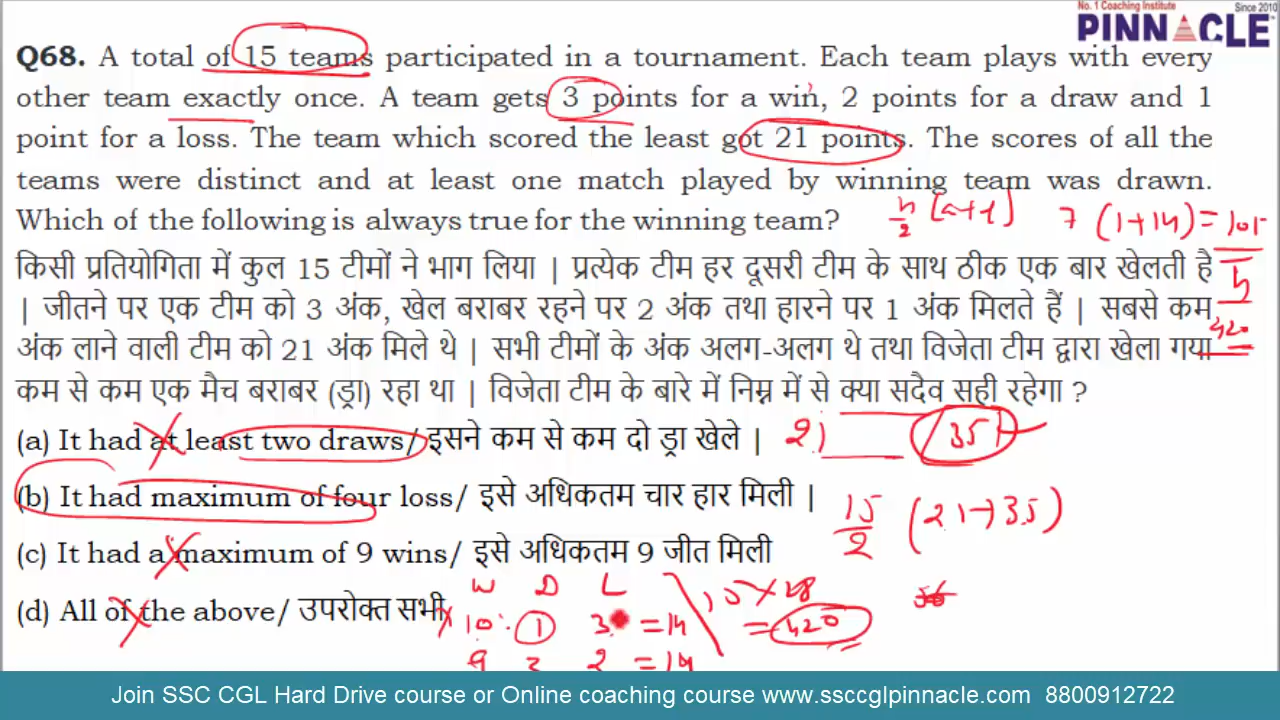 No. 1 Coaching Institute
Since 2010
PINNACLE
Q68. A total of 15 teams participated in a tournament. Each team plays with every
other team exactly once. A team gets 3 points for a win, 2 points for a draw and 1
point for a loss. The team which scored the least got 21 points. The scores of all the
teams were distinct and at least one match played by winning team was drawn.
Which of the following is always true for the winning team?
n/2 [a+l] 7 (1+14) = 105
किसी प्रतियोगिता में कुल 15 टीमों ने भाग लिया | प्रत्येक टीम हर दूसरी टीम के साथ ठीक एक बार खेलती है
| जीतने पर एक टीम को 3 अंक, खेल बराबर रहने पर 2 अंक तथा हारने पर 1 अंक मिलते हैं | सबसे कम
420
अंक लाने वाली टीम को 21 अंक मिले थे | सभी टीमों के अंक अलग-अलग थे तथा विजेता टीम द्वारा खेला गया
कम से कम एक मैच बराबर (ड्रा) रहा था | विजेता टीम के बारे में निम्न में से क्या सदैव सही रहेगा ?
(a) It had at least two draws/ इसने कम से कम दो ड्रा खेले |
21 35
(b) It had maximum of four loss/ इसे अधिकतम चार हार मिली |
15/2 (21+35)
(c) It had a maximum of 9 wins/ इसे अधिकतम 9 जीत मिली
W D L 15 x 28
(d) All of the above/ उपरोक्त सभी
10 1 3 = 14 = 420
9 3 2 = 14
Join SSC CGL Hard Drive course or Online coaching course www.ssccglpinnacle.com 8800912722